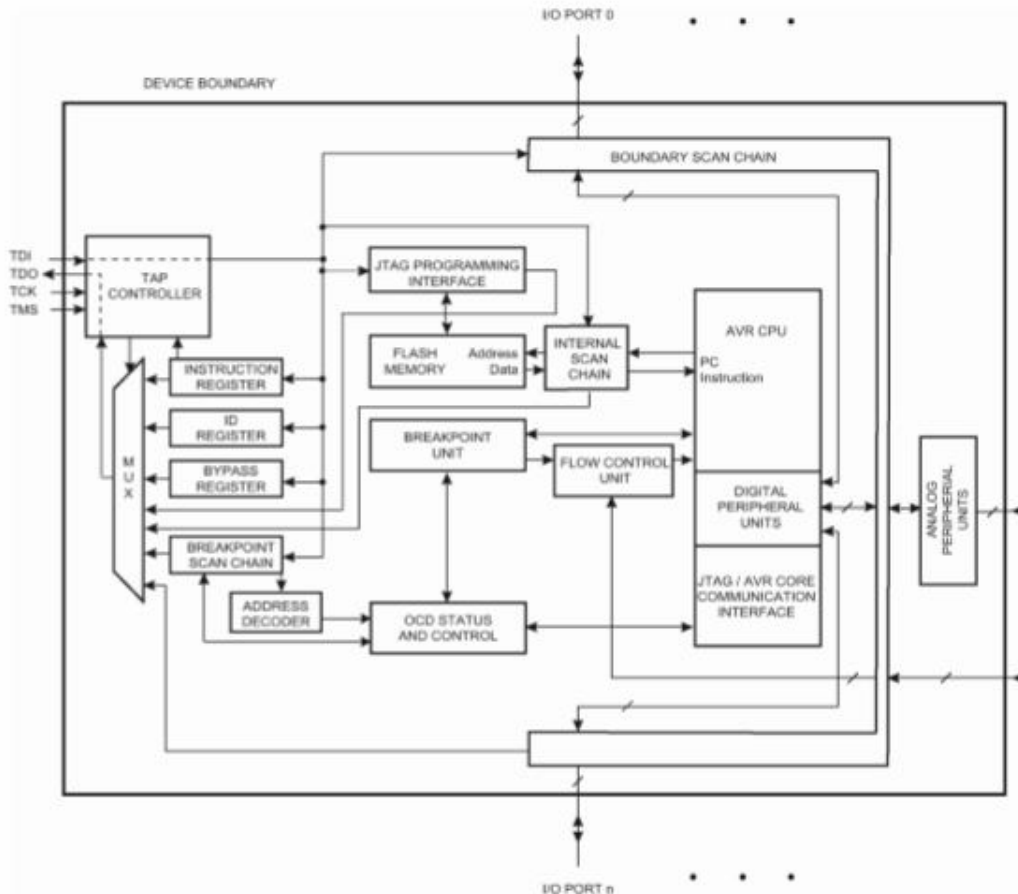 I/O PORT 0
DEVICE BOUNDARY
BOUNDARY SCAN CHAIN
TDI
TDO
TCK
TMS
TAP
CONTROLLER
JTAG PROGRAMMING
INTERFACE
AVR CPU
FLASH
MEMORY
Address
Data
INTERNAL
SCAN
CHAIN
PC
Instruction
INSTRUCTION
REGISTER
ID
REGISTER
BREAKPOINT
UNIT
FLOW CONTROL
UNIT
MUX
BYPASS
REGISTER
DIGITAL
PERIPHERAL
UNITS
ANALOG
PERIPHERIAL
UNITS
BREAKPOINT
SCAN CHAIN
ADDRESS
DECODER
OCD STATUS
AND CONTROL
JTAG / AVR CORE
COMMUNICATION
INTERFACE
I/O PORT n